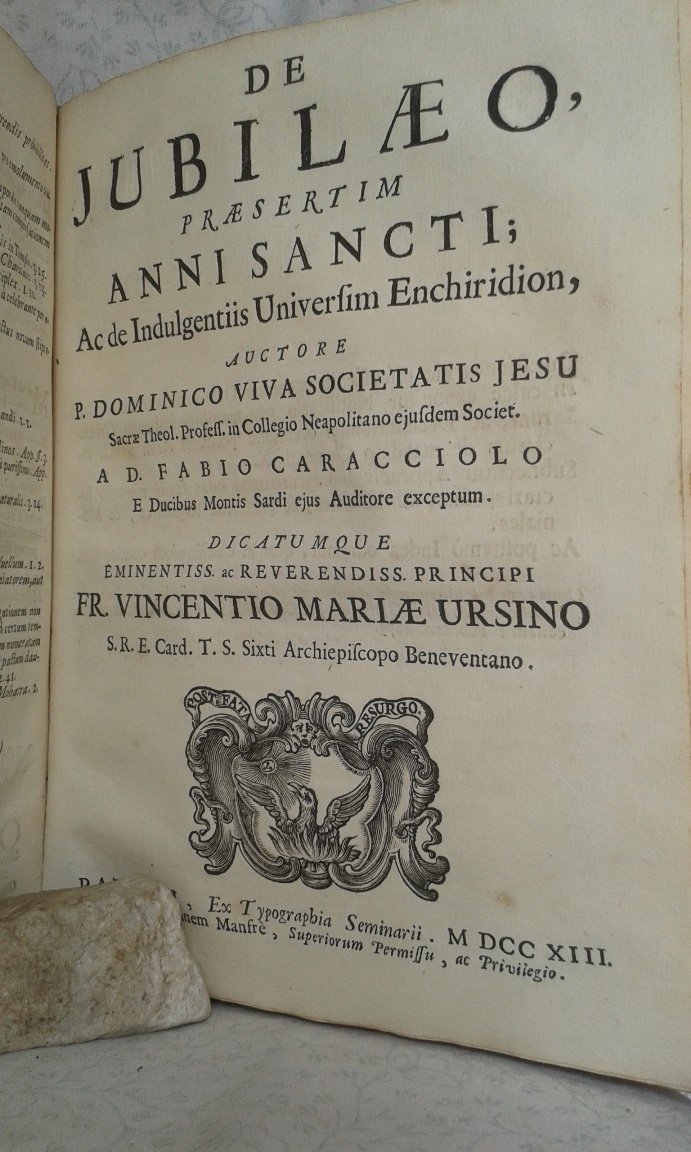 DE
JUBILÆO,
PRÆSERTIM
ANNI SANCTI;
Ac de Indulgentiis Univerſim Enchiridion,
AUCTORE
P. DOMINICO VIVA SOCIETATIS JESU
Sacræ Theol. Profeſſ. in Collegio Neapolitano ejuſdem Societ.
A D. FABIO CARACCIOLO
E Ducibus Montis Sardi ejus Auditore exceptum.
DICATUMQUE
EMINENTISS. ac REVERENDISS. PRINCIPI
FR. VINCENTIO MARIÆ URSINO
S. R. E. Card. T. S. Sixti Archiepiſcopo Beneventano.
POST FATA RESURGO.
Ex Typographia Seminarii. M DCC XIII.
Manfrè, Superiorum Permiſſu, ac Privilegio.